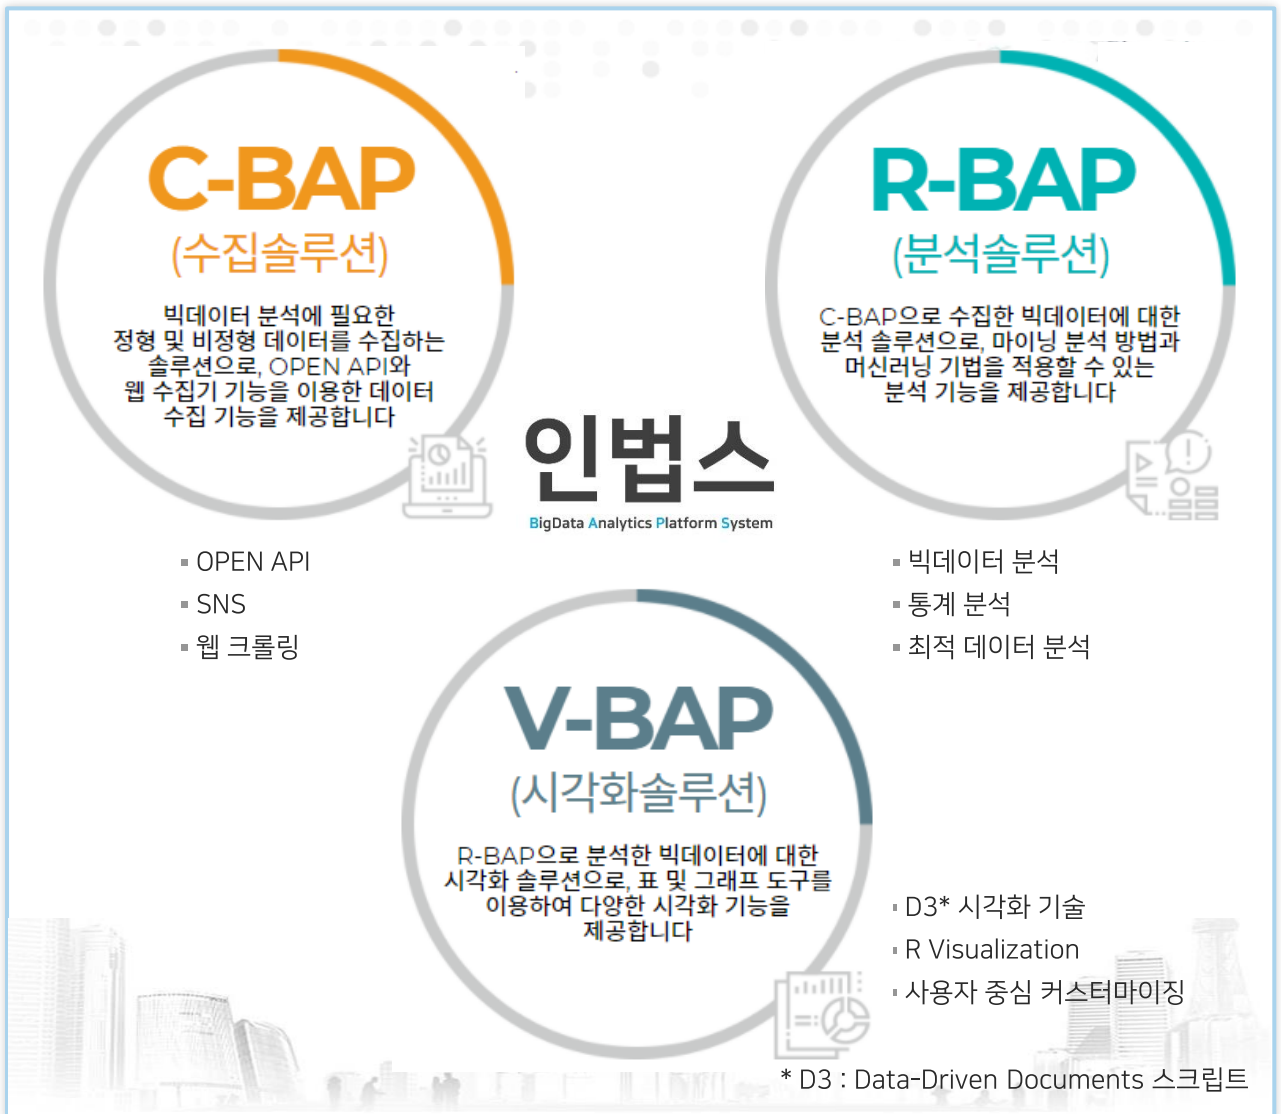 C-BAP
(수집솔루션)
빅데이터 분석에 필요한
정형 및 비정형 데이터를 수집하는
솔루션으로, OPEN API와
웹 수집기 기능을 이용한 데이터
수집 기능을 제공합니다
R-BAP
(분석솔루션)
C-BAP으로 수집한 빅데이터에 대한
분석 솔루션으로, 마이닝 분석 방법과
머신러닝 기법을 적용할 수 있는
분석 기능을 제공합니다
인법스
BigData Analytics Platform System
▪ OPEN API
▪ SNS
▪ 웹 크롤링
▪ 빅데이터 분석
▪ 통계 분석
▪ 최적 데이터 분석
V-BAP
(시각화솔루션)
R-BAP으로 분석한 빅데이터에 대한
시각화 솔루션으로, 표 및 그래프 도구를
이용하여 다양한 시각화 기능을
제공합니다
▪ D3* 시각화 기술
▪ R Visualization
▪ 사용자 중심 커스터마이징
* D3 : Data-Driven Documents 스크립트